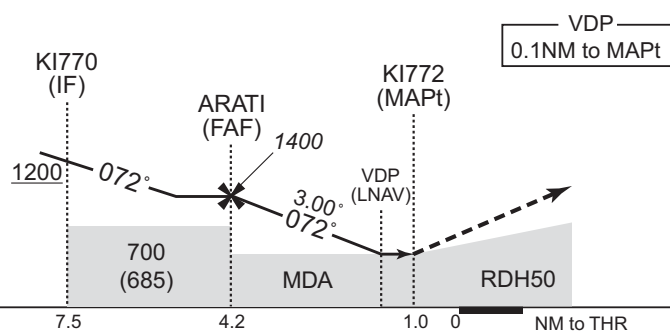 VDP
0.1NM to MAPt
KI770
(IF)
KI772
(MAPt)
ARATI
(FAF)
1400
1200
072°
VDP
(LNAV)
3.00°
072°
700
(685)
MDA
RDH50
7.5
4.2
1.0
0
NM to THR